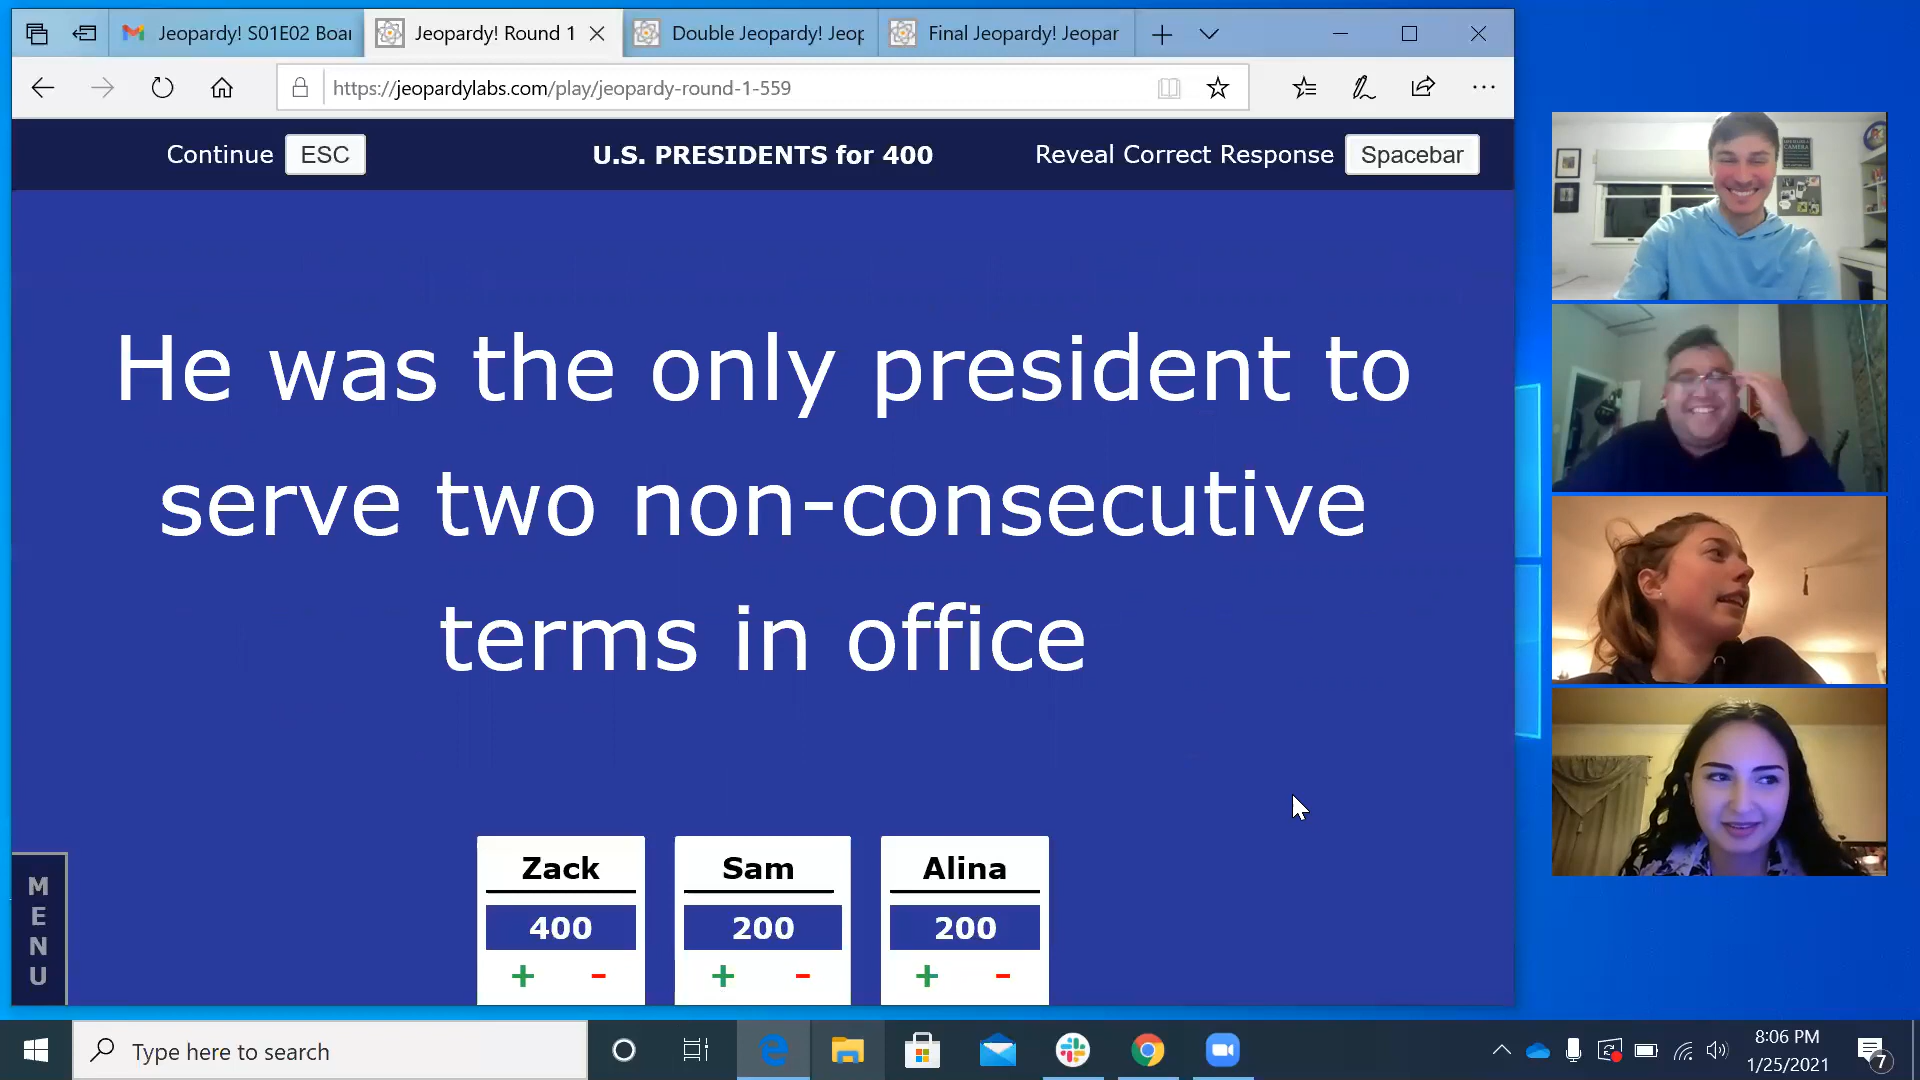 Jeopardy! S01E02 Boar
Jeopardy! Round 1
Double Jeopardy! Jeop
Final Jeopardy! Jeopar
https://jeopardylabs.com/play/jeopardy-round-1-559
Continue ESC
U.S. PRESIDENTS for 400
Reveal Correct Response Spacebar
He was the only president to
serve two non-consecutive
terms in office
MENU
Zack Sam Alina
400 200 200
+ - + - + -
Type here to search
8:06 PM
1/25/2021
7